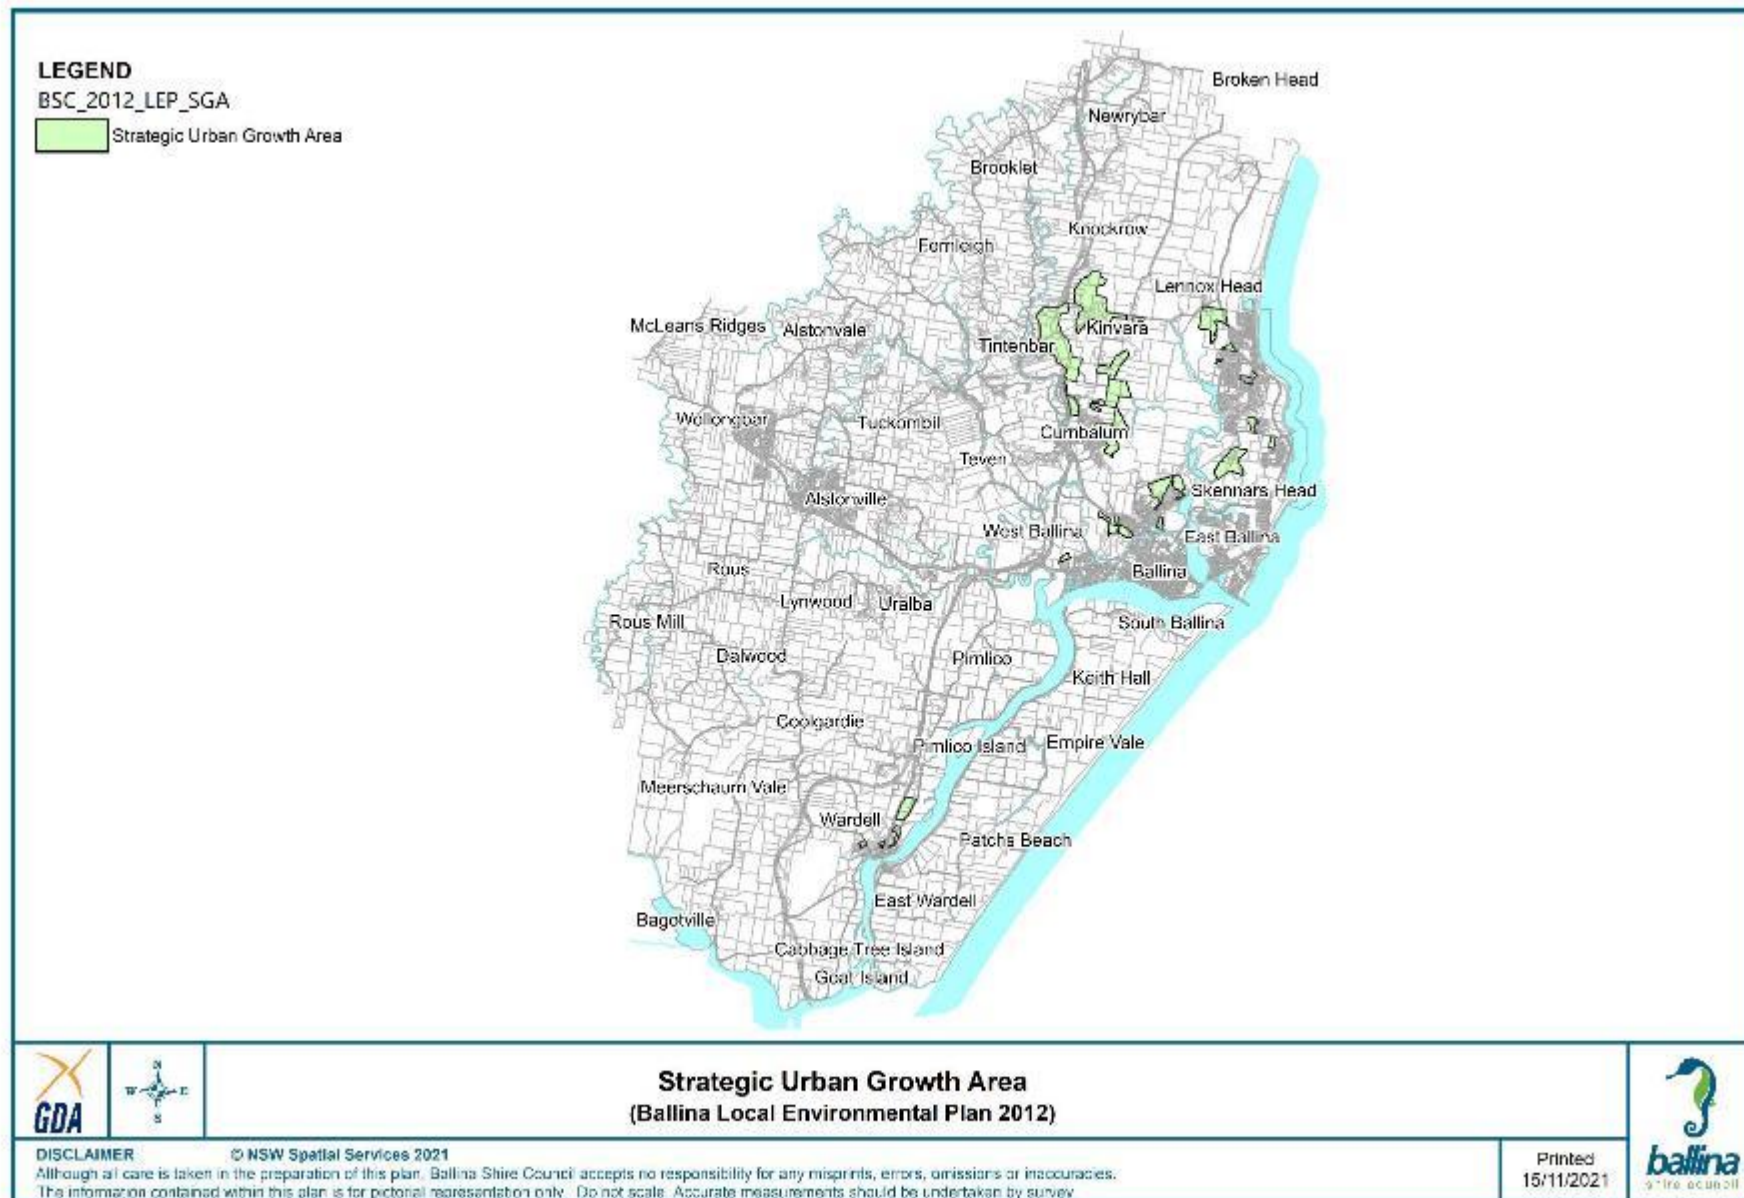 LEGEND
BSC_2012_LEP_SGA
Strategic Urban Growth Area
Broken Head
Newrybar
Brooklet
Knockrow
Fernleigh
Lennox Head
McLeans Ridges
Alstonvale
Kinvara
Tintenbar
Wollongbar
Tuckombil
Cumbalum
Teven
Alstonville
Skennars Head
West Ballina
East Ballina
Rous
Ballina
Lynwood
Uralba
Rous Mill
South Ballina
Dalwood
Pimlico
Keith Hall
Coolgardie
Pimlico Island
Empire Vale
Meerschaum Vale
Wardell
Patchs Beach
East Wardell
Bagotville
Cabbage Tree Island
Goat Island
GDA
N
W
E
S
Strategic Urban Growth Area
(Ballina Local Environmental Plan 2012)
ballina
shire council
DISCLAIMER © NSW Spatial Services 2021
Although all care is taken in the preparation of this plan, Ballina Shire Council accepts no responsibility for any misprints, errors, omissions or inaccuracies.
The information contained within this plan is for pictorial representation only. Do not scale. Accurate measurements should be undertaken by survey
Printed
15/11/2021